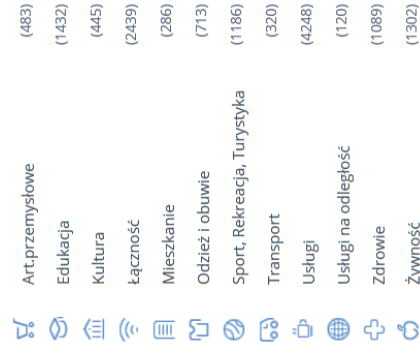 Art.przemysłowe (483)
Edukacja (1432)
Kultura (445)
Łączność (2439)
Mieszkanie (286)
Odzież i obuwie (713)
Sport, Rekreacja, Turystyka (1186)
Transport (320)
Usługi (4248)
Usługi na odległość (120)
Zdrowie (1089)
Żywność (1302)